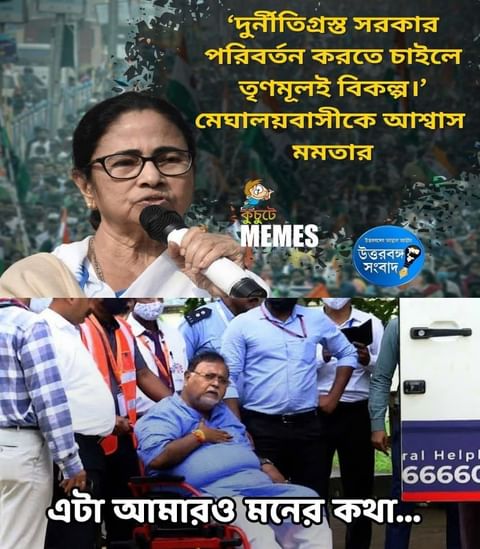 ‘দুর্নীতিগ্রস্ত সরকার
পরিবর্তন করতে চাইলে
তৃণমূলই বিকল্প।’
মেঘালয়বাসীকে আশ্বাস
মমতার
কুচুটে
MEMES
উত্তরবঙ্গ
সংবাদ
ral Help
66660
এটা আমারও মনের কথা...